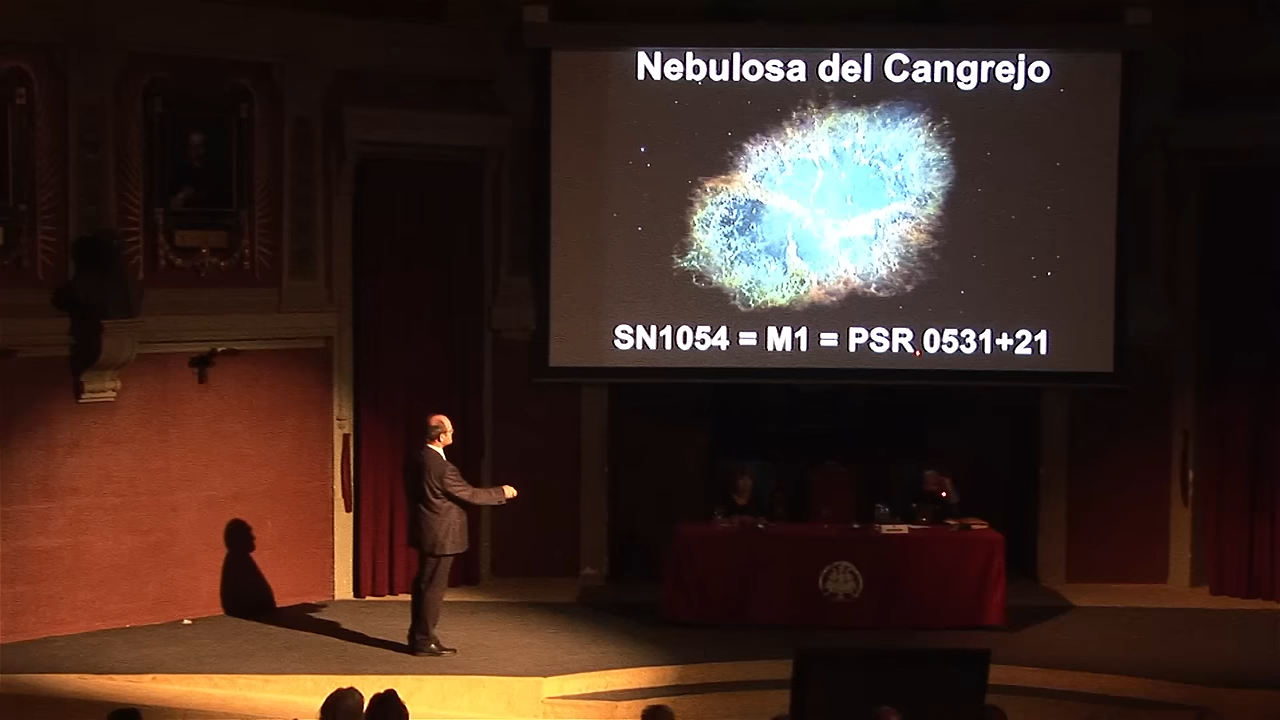 Nebulosa del Cangrejo
SN1054 = M1 = PSR 0531+21